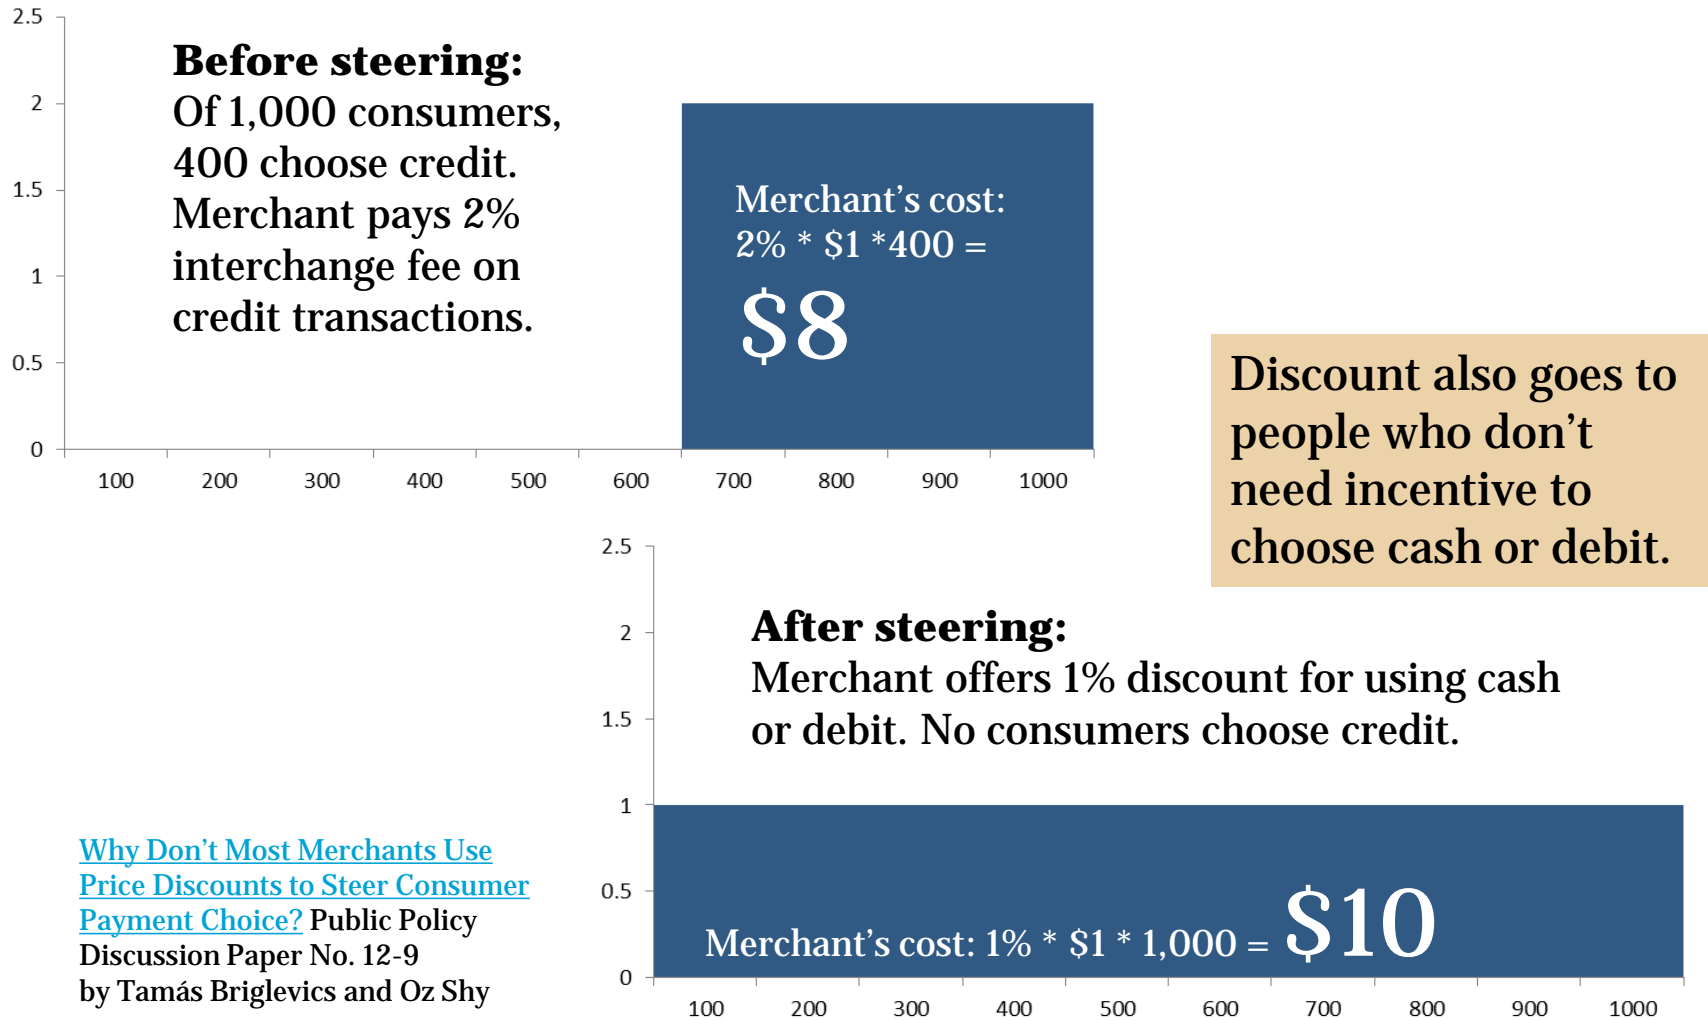 2.5
2
1.5
1
0.5
0
Before steering:
Of 1,000 consumers,
400 choose credit.
Merchant pays 2%
interchange fee on
credit transactions.
Merchant’s cost:
2% * $1 *400 =
$8
100 200 300 400 500 600 700 800 900 1000
Discount also goes to
people who don’t
need incentive to
choose cash or debit.
2.5
2
1.5
1
0.5
0
After steering:
Merchant offers 1% discount for using cash
or debit. No consumers choose credit.
Merchant’s cost: 1% * $1 * 1,000 = $10
100 200 300 400 500 600 700 800 900 1000
Why Don’t Most Merchants Use
Price Discounts to Steer Consumer
Payment Choice? Public Policy
Discussion Paper No. 12-9
by Tamás Briglevics and Oz Shy